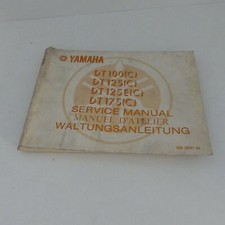 YAMAHA
DT100(C)
DT125(C)
DT125E(C)
DT175(C)
SERVICE MANUAL
MANUEL D'ATELIER
WALTUNGSANLEITUNG